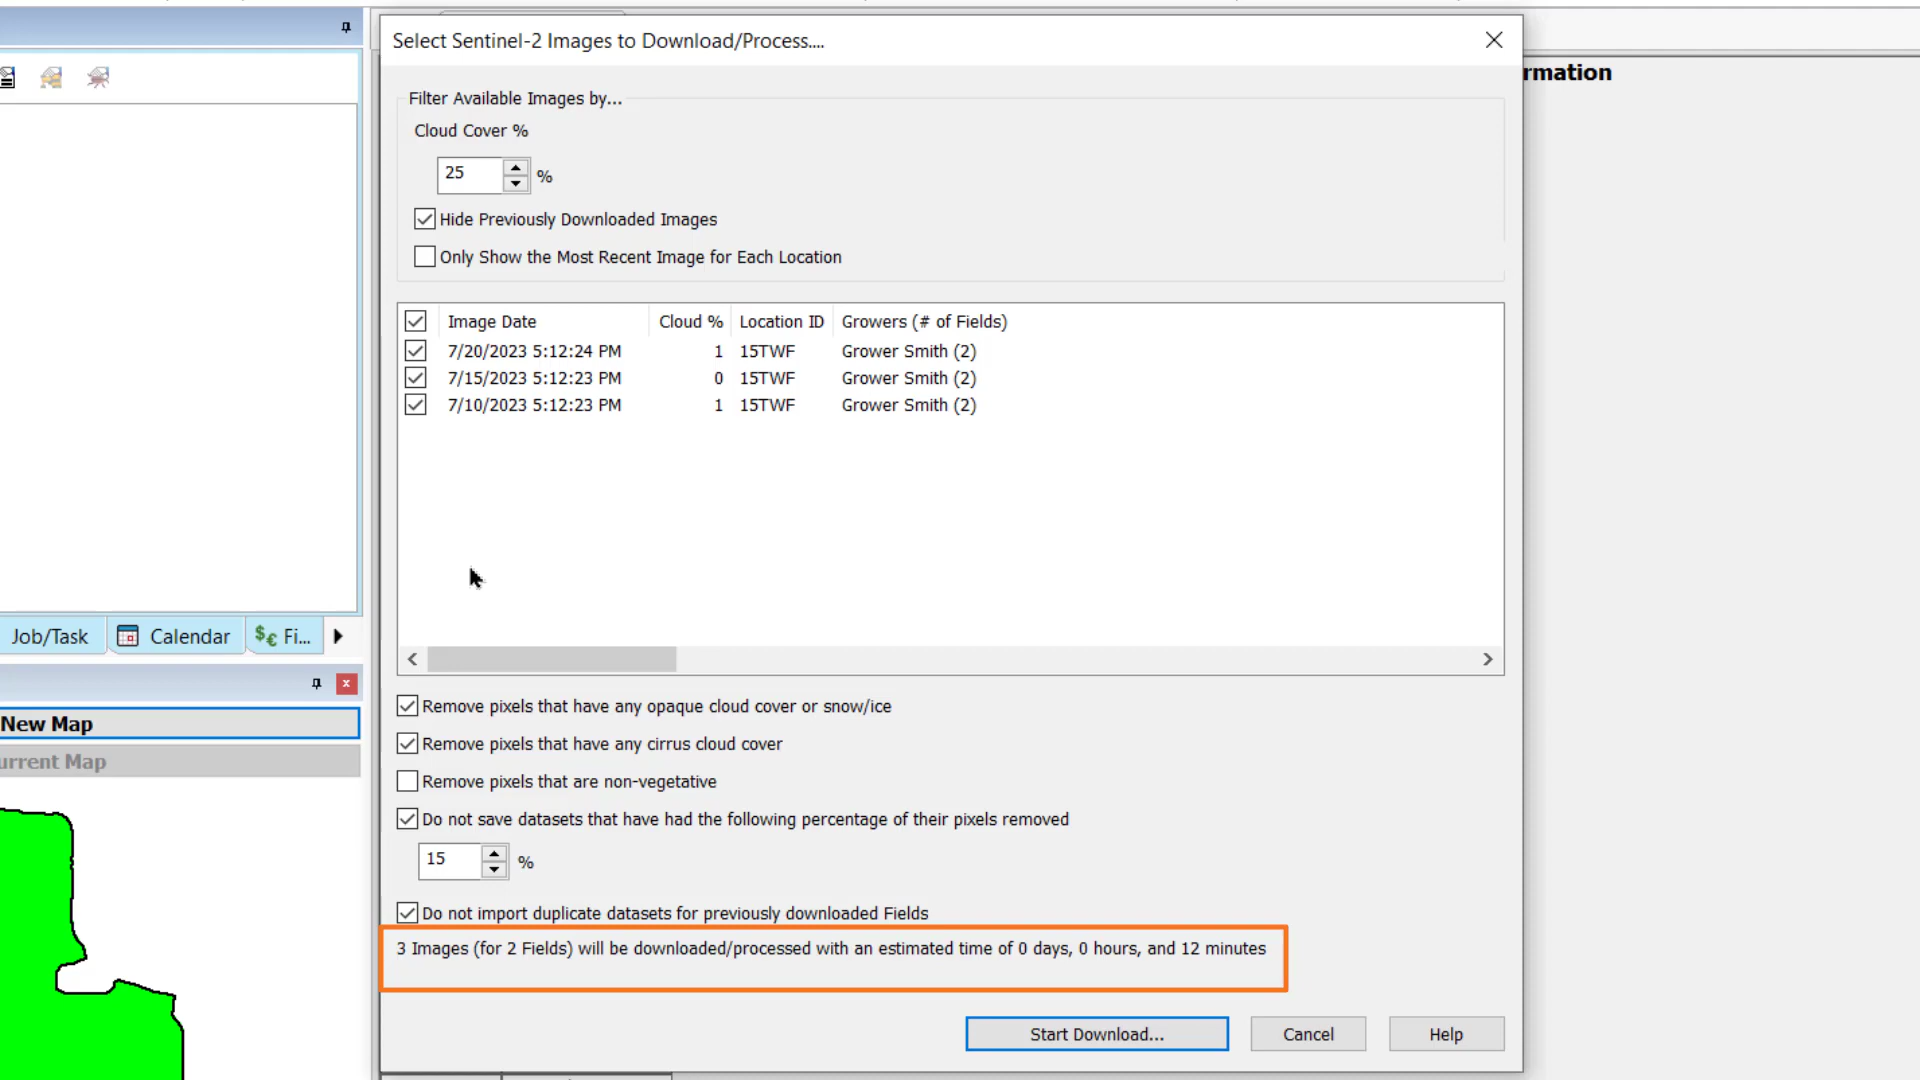 Select Sentinel-2 Images to Download/Process....
rmation
Filter Available Images by...
Cloud Cover %
25 %
Hide Previously Downloaded Images
Only Show the Most Recent Image for Each Location
Image Date Cloud % Location ID Growers (# of Fields)
7/20/2023 5:12:24 PM 1 15TWF Grower Smith (2)
7/15/2023 5:12:23 PM 0 15TWF Grower Smith (2)
7/10/2023 5:12:23 PM 1 15TWF Grower Smith (2)
Job/Task Calendar $€ Fi...
New Map
urrent Map
Remove pixels that have any opaque cloud cover or snow/ice
Remove pixels that have any cirrus cloud cover
Remove pixels that are non-vegetative
Do not save datasets that have had the following percentage of their pixels removed
15 %
Do not import duplicate datasets for previously downloaded Fields
3 Images (for 2 Fields) will be downloaded/processed with an estimated time of 0 days, 0 hours, and 12 minutes
Start Download... Cancel Help